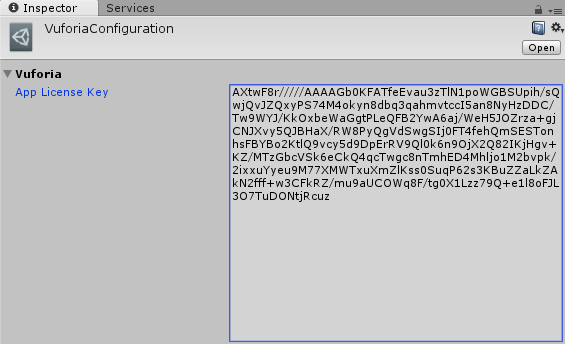 Inspector
Services
VuforiaConfiguration
Open
Vuforia
App License Key
AXtwF8r/////AAAAGb0KFATfeEvau3zTlN1poWGBSUpih/sQ
wjQvJZQxyPS74M4okyn8dbq3qahmvtccI5an8NyHzDDC/
Tw9WYJ/KkOxbeWaGgtPLeQFB2YwA6aj/WeH5JOZrza+gj
CNJXvy5QJBHaX/RW8PyQgVdSwgSIj0FT4fehQmSESTon
hsFBYBo2KtlQ9vcy5d9DpErRV9Ql0k6n9OjX2Q82IKjHgv+
KZ/MTzGbcVSk6eCkQ4qcTwgc8nTmhED4Mhljo1M2bvpk/
2ixxuYyeu9M77XMWTxuXmZlKss0SuqP62s3KBuZZaLkZA
kN2fff+w3CFkRZ/mu9aUCOWq8F/tg0X1Lzz79Q+e1l8oFJL
3O7TuDONtjRcuz